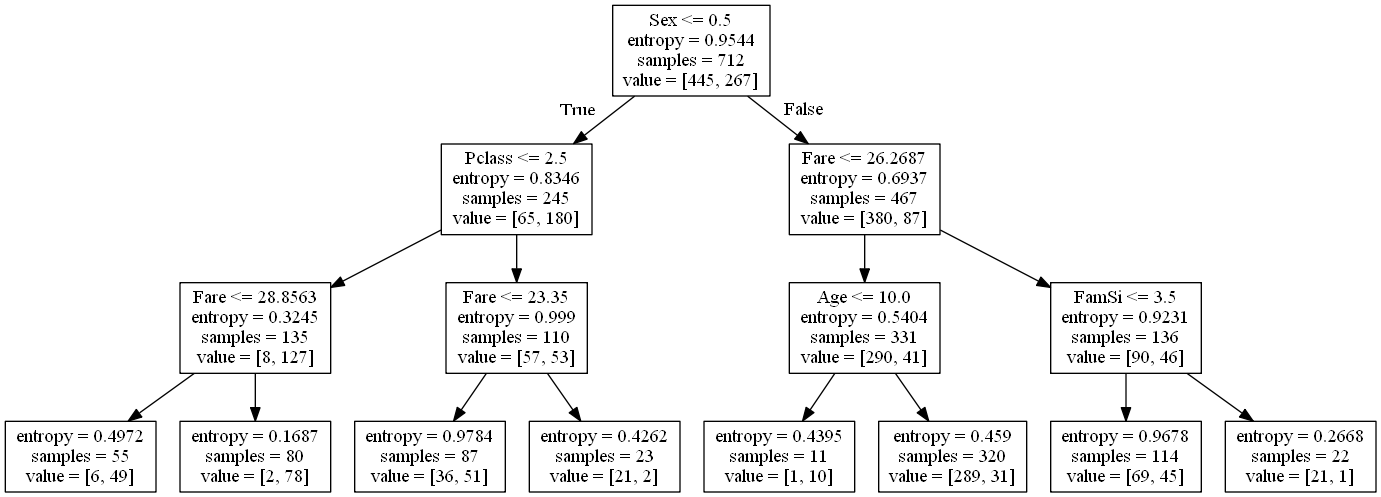 Sex <= 0.5
entropy = 0.9544
samples = 712
value = [445, 267]
True
False
Pclass <= 2.5
entropy = 0.8346
samples = 245
value = [65, 180]
Fare <= 26.2687
entropy = 0.6937
samples = 467
value = [380, 87]
Fare <= 28.8563
entropy = 0.3245
samples = 135
value = [8, 127]
Fare <= 23.35
entropy = 0.999
samples = 110
value = [57, 53]
Age <= 10.0
entropy = 0.5404
samples = 331
value = [290, 41]
FamSi <= 3.5
entropy = 0.9231
samples = 136
value = [90, 46]
entropy = 0.4972
samples = 55
value = [6, 49]
entropy = 0.1687
samples = 80
value = [2, 78]
entropy = 0.9784
samples = 87
value = [36, 51]
entropy = 0.4262
samples = 23
value = [21, 2]
entropy = 0.4395
samples = 11
value = [1, 10]
entropy = 0.459
samples = 320
value = [289, 31]
entropy = 0.9678
samples = 114
value = [69, 45]
entropy = 0.2668
samples = 22
value = [21, 1]